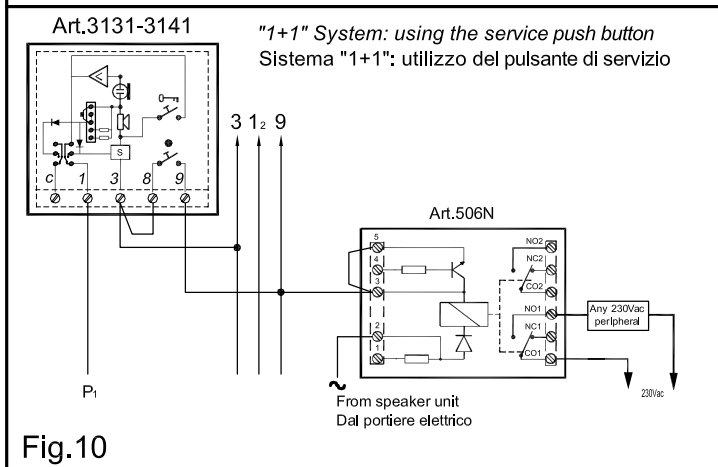 Art.3131-3141
"1+1" System: using the service push button
Sistema "1+1": utilizzo del pulsante di servizio
3 1₂ 9
S
C 1 3 8 9
Art.506N
5
4
3
2
1
NO2
NC2
CO2
NO1
NC1
CO1
Any 230Vac
peripheral
230Vac
P₁
~
From speaker unit
Dal portiere elettrico
Fig.10